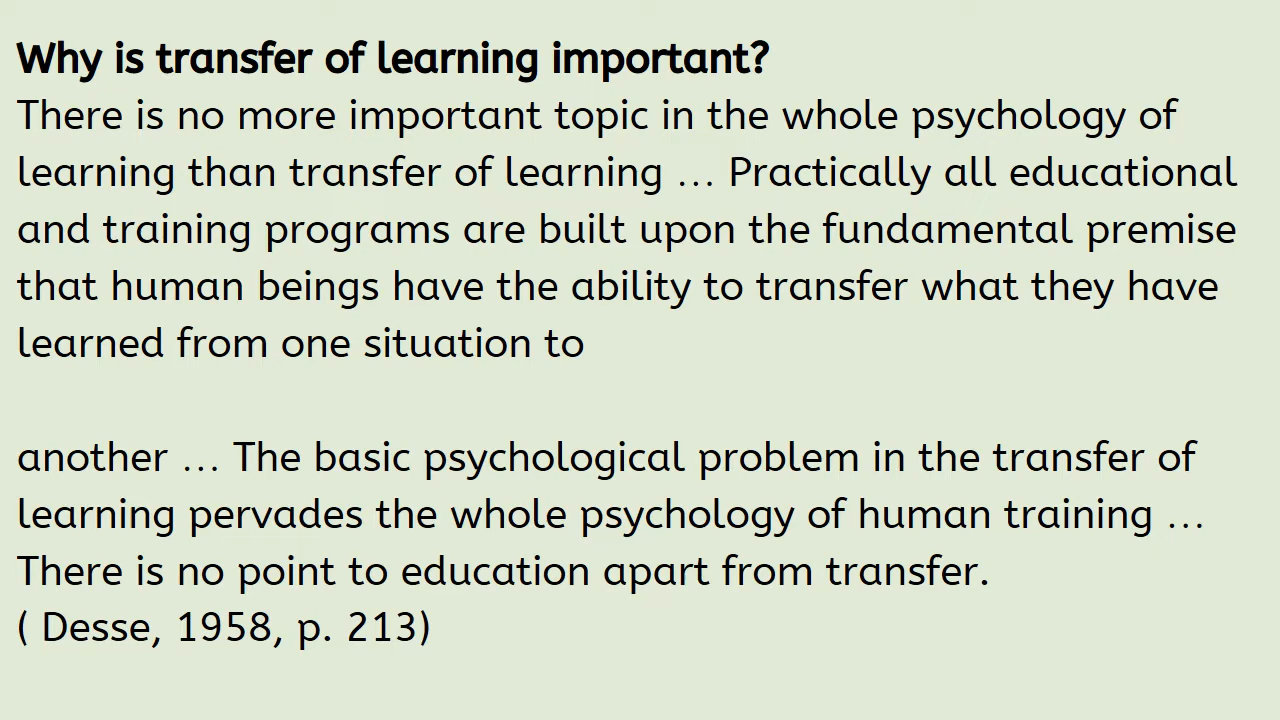 Why is transfer of learning important?
There is no more important topic in the whole psychology of
learning than transfer of learning … Practically all educational
and training programs are built upon the fundamental premise
that human beings have the ability to transfer what they have
learned from one situation to
another … The basic psychological problem in the transfer of
learning pervades the whole psychology of human training …
There is no point to education apart from transfer.
( Desse, 1958, p. 213)